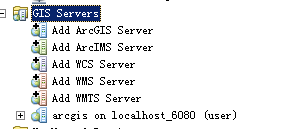 GIS Servers
Add ArcGIS Server
Add ArcIMS Server
Add WCS Server
Add WMS Server
Add WMTS Server
arcgis on localhost_6080 (user)